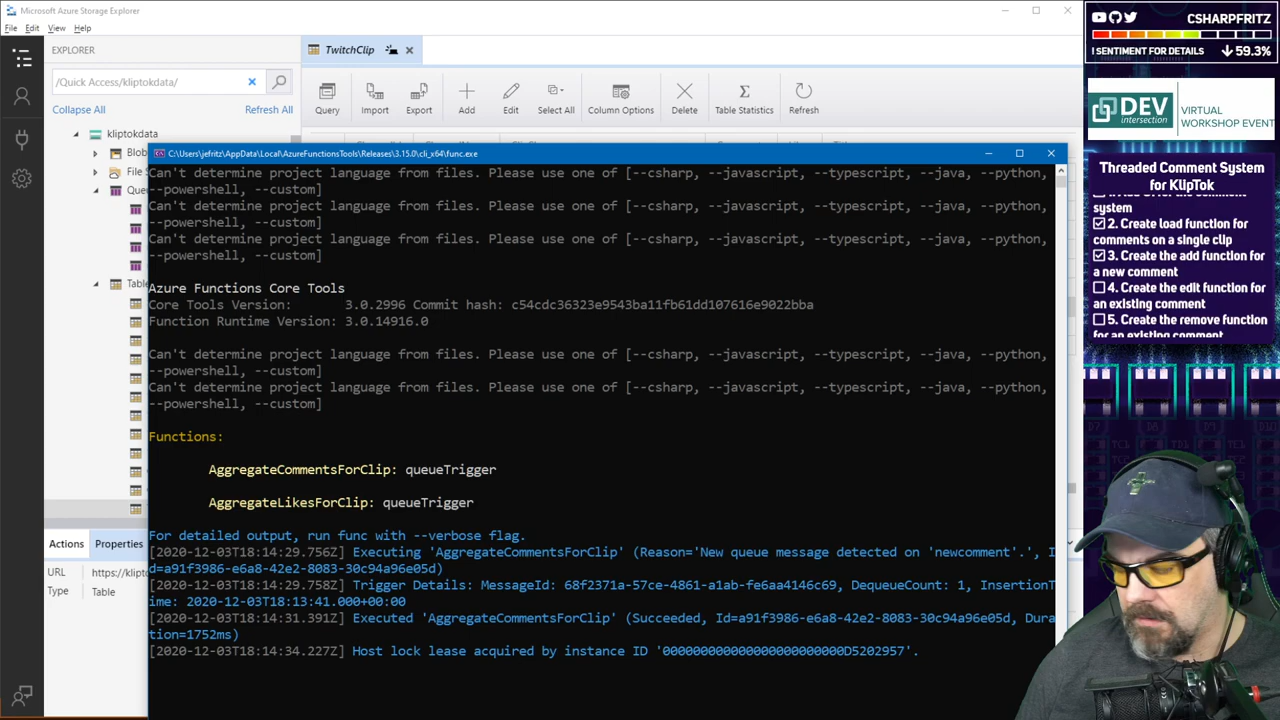 Microsoft Azure Storage Explorer
File Edit View Help
EXPLORER
/Quick Access/kliptokdata/
Collapse All Refresh All
kliptokdata
Blob
File S
Que
Table
TwitchClip
Query Import Export Add Edit Select All Column Options Delete Table Statistics Refresh
C:\Users\jefritz\AppData\Local\AzureFunctionsTools\Releases\3.15.0\cli_x64\func.exe
Can't determine project language from files. Please use one of [--csharp, --javascript, --typescript, --java, --python,
--powershell, --custom]
Can't determine project language from files. Please use one of [--csharp, --javascript, --typescript, --java, --python,
--powershell, --custom]
Can't determine project language from files. Please use one of [--csharp, --javascript, --typescript, --java, --python,
--powershell, --custom]
Azure Functions Core Tools
Core Tools Version: 3.0.2996 Commit hash: c54cdc36323e9543ba11fb61dd107616e9022bba
Function Runtime Version: 3.0.14916.0
Can't determine project language from files. Please use one of [--csharp, --javascript, --typescript, --java, --python,
--powershell, --custom]
Can't determine project language from files. Please use one of [--csharp, --javascript, --typescript, --java, --python,
--powershell, --custom]
Functions:
AggregateCommentsForClip: queueTrigger
AggregateLikesForClip: queueTrigger
For detailed output, run func with --verbose flag.
[2020-12-03T18:14:29.756Z] Executing 'AggregateCommentsForClip' (Reason='New queue message detected on 'newcomment'.', I
d=a91f3986-e6a8-42e2-8083-30c94a96e05d)
[2020-12-03T18:14:29.758Z] Trigger Details: MessageId: 68f2371a-57ce-4861-a1ab-fe6aa4146c69, DequeueCount: 1, InsertionT
ime: 2020-12-03T18:13:41.000+00:00
[2020-12-03T18:14:31.391Z] Executed 'AggregateCommentsForClip' (Succeeded, Id=a91f3986-e6a8-42e2-8083-30c94a96e05d, Dura
tion=1752ms)
[2020-12-03T18:14:34.227Z] Host lock lease acquired by instance ID '000000000000000000000000D5202957'.
Actions Properties
URL https://klipto
Type Table
CSHARPFRITZ
! SENTIMENT FOR DETAILS 59.3%
DEV
intersection
VIRTUAL
WORKSHOP EVENT
Threaded Comment System
for KlipTok
system
2. Create load function for
comments on a single clip
3. Create the add function for
a new comment
4. Create the edit function for
an existing comment
5. Create the remove function
for an existing comment